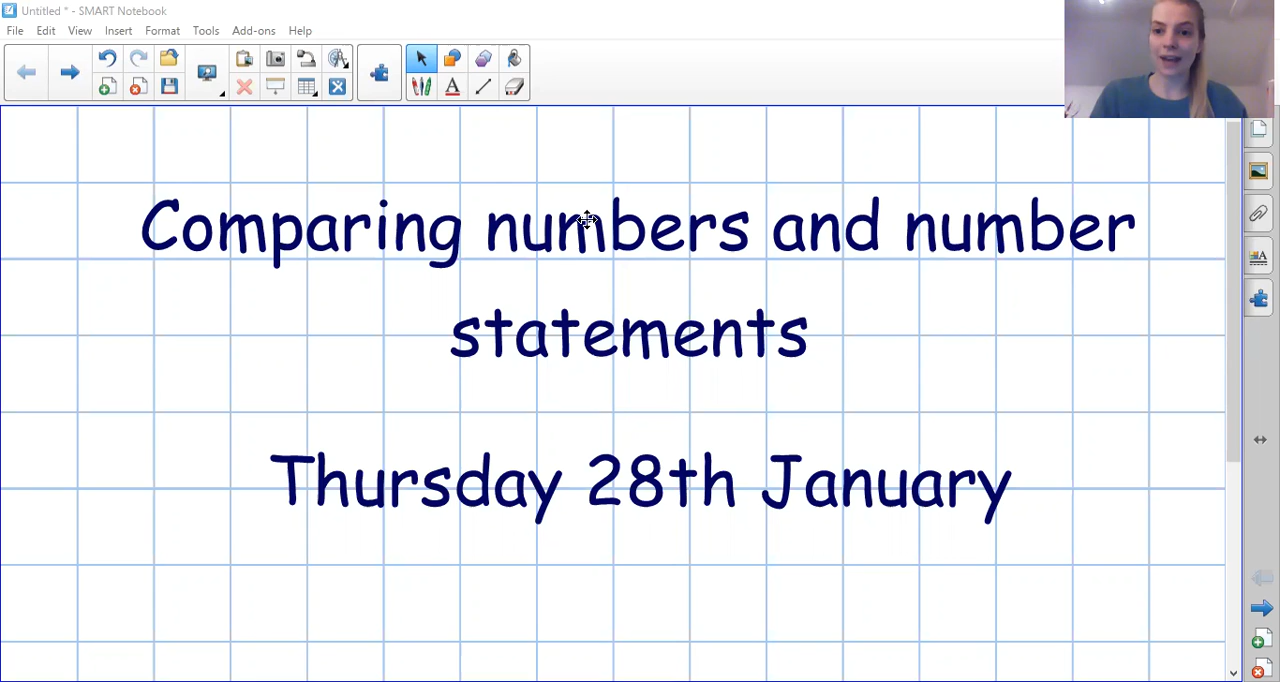 Untitled * - SMART Notebook
File Edit View Insert Format Tools Add-ons Help
Comparing numbers and number
statements
Thursday 28th January